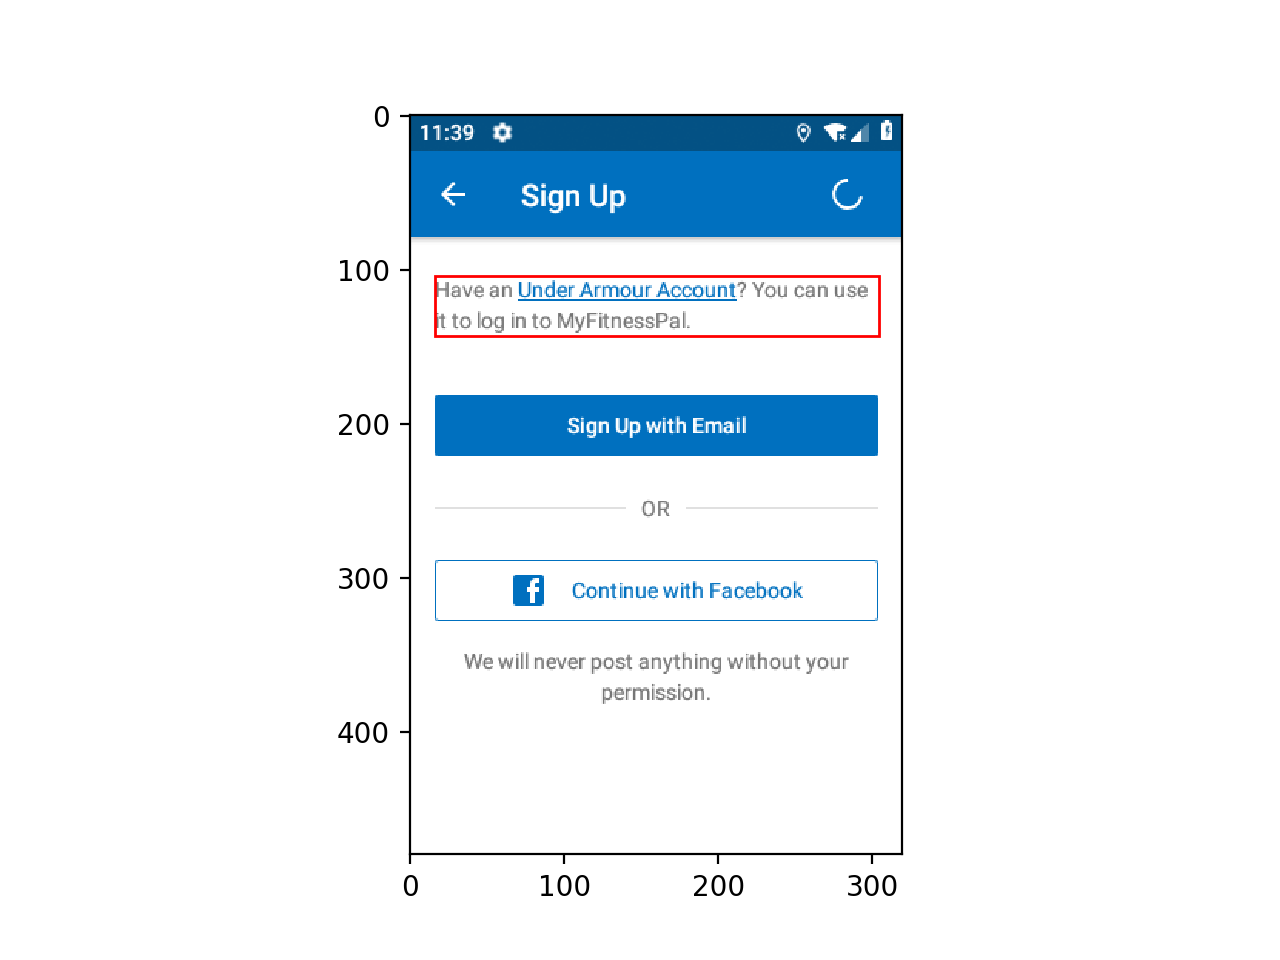 0
11:39
Sign Up
100
Have an Under Armour Account? You can use
it to log in to MyFitnessPal.
200
Sign Up with Email
OR
300
Continue with Facebook
We will never post anything without your
permission.
400
0 100 200 300